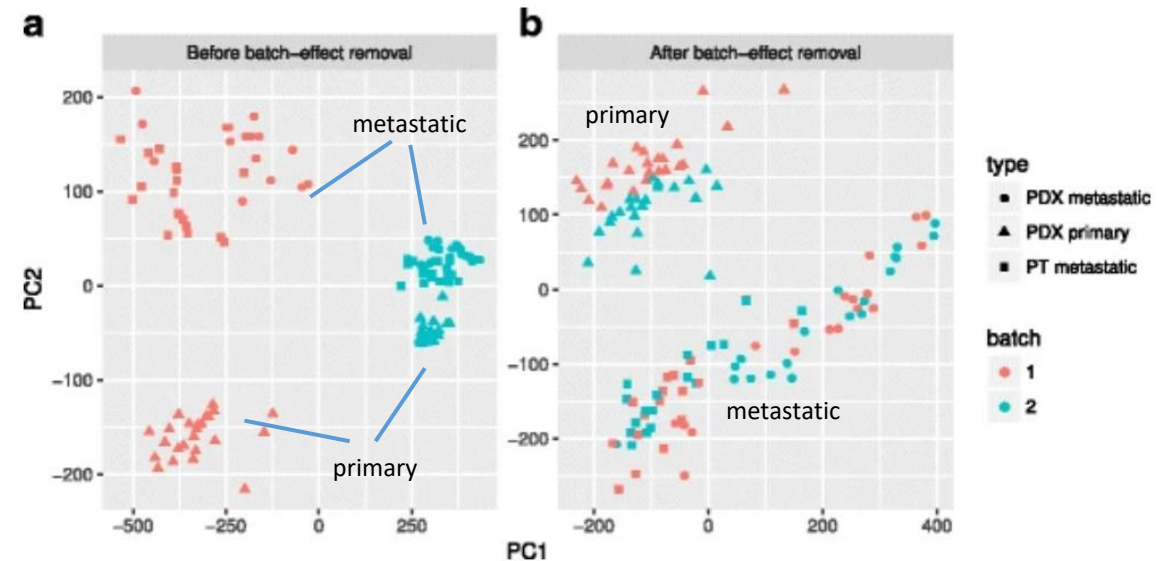 a
Before batch-effect removal
metastatic
primary
200
100
0
-100
-200
-500
-250
0
250
PC2
b
After batch-effect removal
primary
metastatic
200
100
0
-100
-200
-200
0
200
400
PC1
type
PDX metastatic
PDX primary
PT metastatic
batch
1
2